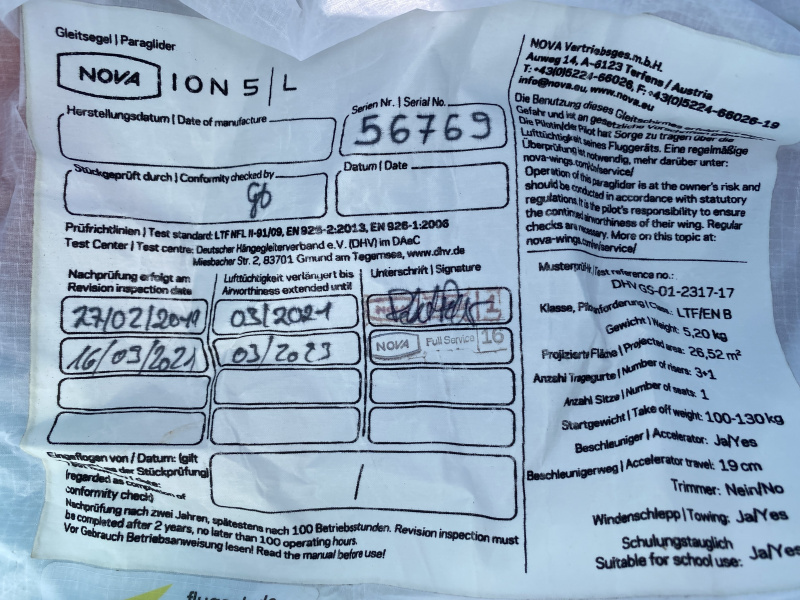 Gleitsegel | Paraglider
NOVA ION 5 | L
Herstellungsdatum | Date of manufacture
Serien Nr. | Serial No.
56769
Stückgeprüft durch | Conformity checked by
Gb
Datum | Date
Prüfrichtlinien | Test standard: LTF NFL II-91/09, EN 926-2:2013, EN 926-1:2006
Test Center | Test centre: Deutscher Hängegleiterverband e.V. (DHV) im DAeC
Miesbacher Str. 2, 83701 Gmund am Tegernsee, www.dhv.de
Nachprüfung erfolgt am
Revision inspection date
Lufttüchtigkeit verlängert bis
Airworthiness extended until
Unterschrift | Signature
27/02/2019 03/2021 1
16/03/2021 03/2023 NOVA Full Service 16
Eingeflogen von / Datum: (gilt
der Stückprüfung)
(regarded as of
conformity check)
/
Nachprüfung nach zwei Jahren, spätestens nach 100 Betriebsstunden. Revision inspection must
be completed after 2 years, no later than 100 operating hours.
Vor Gebrauch Betriebsanweisung lesen! Read the manual before use!
NOVA Vertriebsges.m.b.H.
Auweg 14, A-6123 Terfens / Austria
T: +43(0)5224-66026, F: +43(0)5224-66026-19
info@nova.eu, www.nova.eu
Die Benutzung dieses Gleitschirmes
Gefahr und ist an gesetzliche
Die Pilotin/der Pilot hat Sorge zu tragen über die
Lufttüchtigkeit seines Fluggeräts. Eine regelmäßige
Überprüfung ist notwendig, mehr darüber unter:
nova-wings.com/service/
Operation of this paraglider is at the owner's risk and
should be conducted in accordance with statutory
regulations. It is the pilot's responsibility to ensure
the continued airworthiness of their wing. Regular
checks are necessary. More on this topic at:
nova-wings.com/service/
Musterprüfnr. | Test reference no.:
DHV GS-01-2317-17
Klasse, Pilotenforderung | Class: LTF/EN B
Gewicht | Weight: 5,20 kg
Projizierte Fläne | Projected area: 26,52 m²
Anzahl Tragegurte | Number of risers: 3+1
Anzahl Sitze | Number of seats: 1
Startgewicht | Take off weight: 100-130 kg
Beschleuniger | Accelerator: Ja/Yes
Beschleunigerweg | Accelerator travel: 19 cm
Trimmer: Nein/No
Windenschlepp | Towing: Ja/Yes
Schulungstauglich
Suitable for school use: Ja/Yes